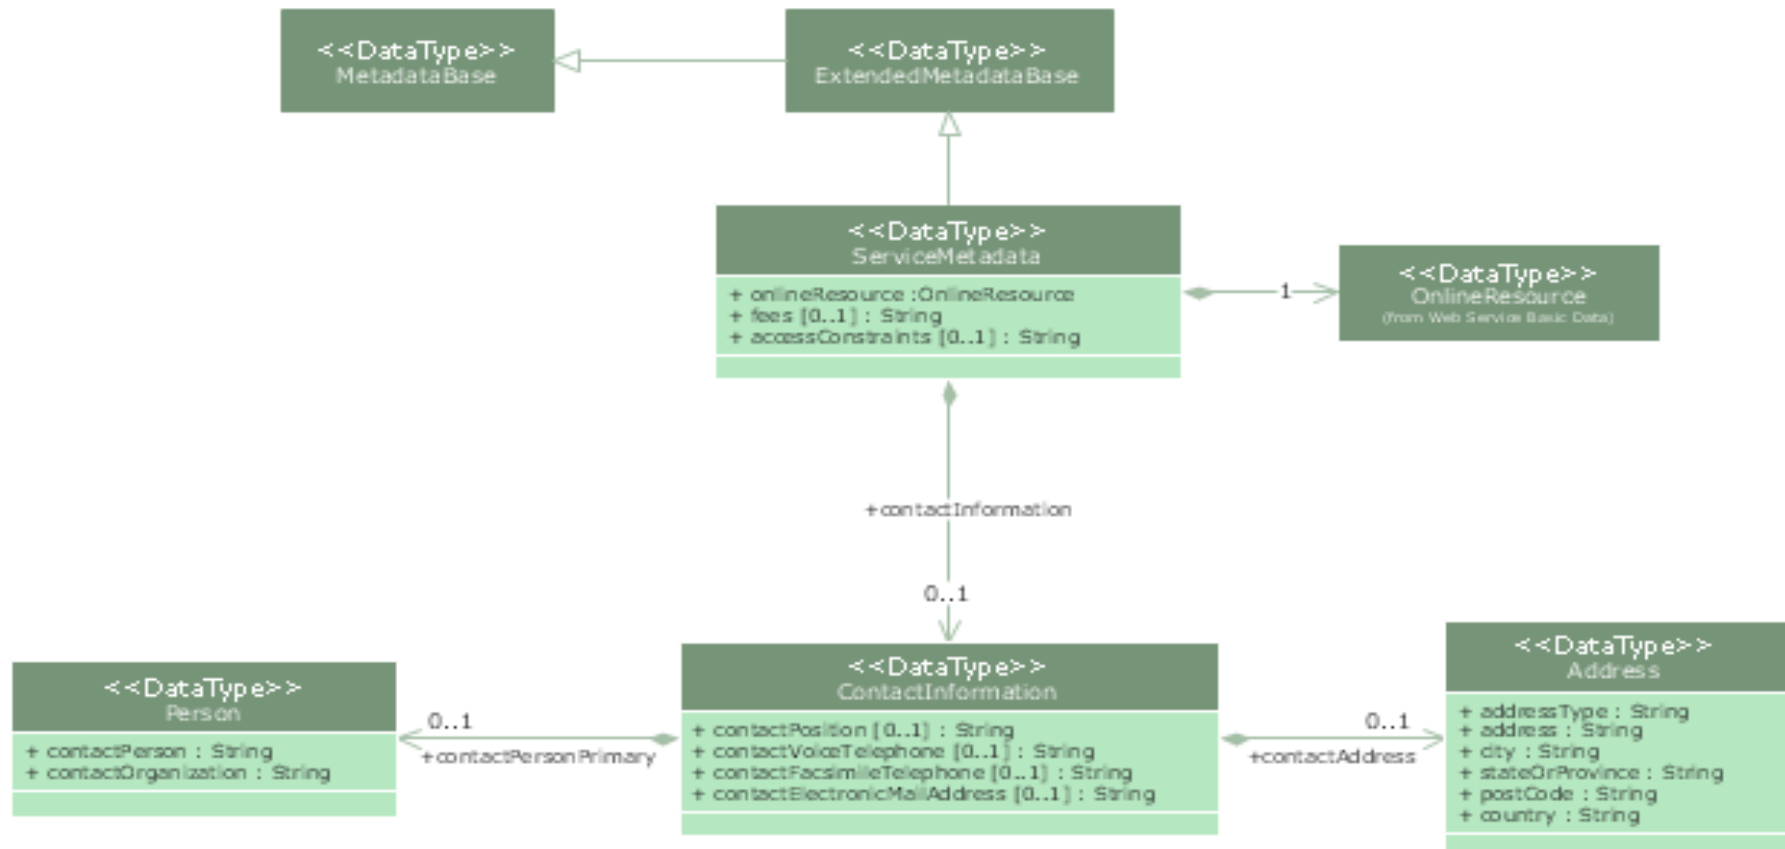 <<DataType>>
MetadataBase
<<DataType>>
ExtendedMetadataBase
<<DataType>>
ServiceMetadata
+ onlineResource :OnlineResource
+ fees [0..1] : String
+ accessConstraints [0..1] : String
1
<<DataType>>
OnlineResource
(from Web Service Basic Data)
+contactInformation
0..1
<<DataType>>
Person
+ contactPerson : String
+ contactOrganization : String
0..1
+contactPersonPrimary
<<DataType>>
ContactInformation
+ contactPosition [0..1] : String
+ contactVoiceTelephone [0..1] : String
+ contactFacsimileTelephone [0..1] : String
+ contactElectronicMailAddress [0..1] : String
0..1
+contactAddress
<<DataType>>
Address
+ addressType : String
+ address : String
+ city : String
+ stateOrProvince : String
+ postCode : String
+ country : String